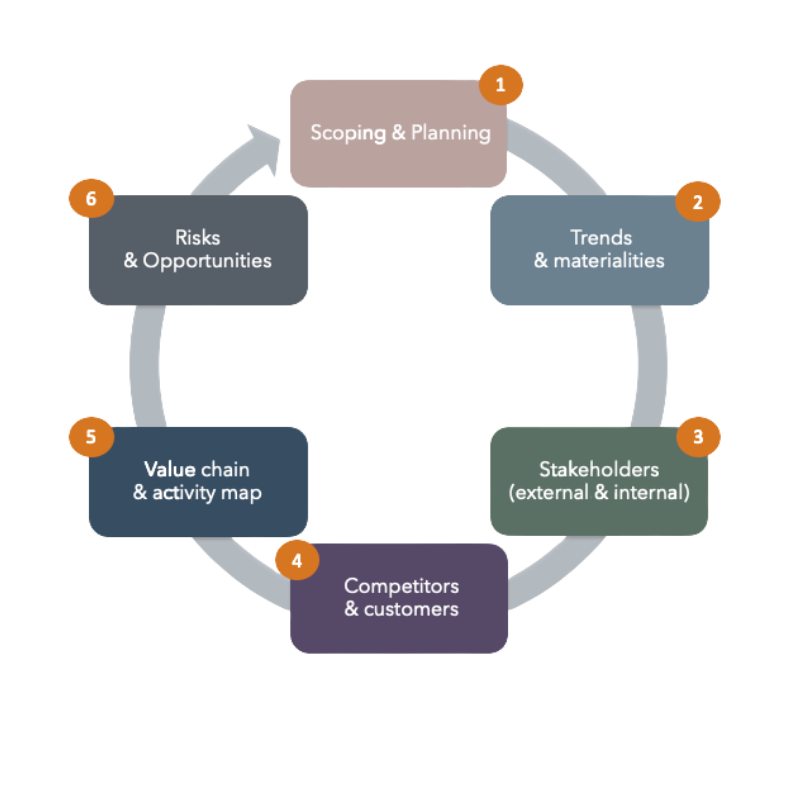 1
Scoping & Planning
2
Trends
& materialities
3
Stakeholders
(external & internal)
4
Competitors
& customers
5
Value chain
& activity map
6
Risks
& Opportunities